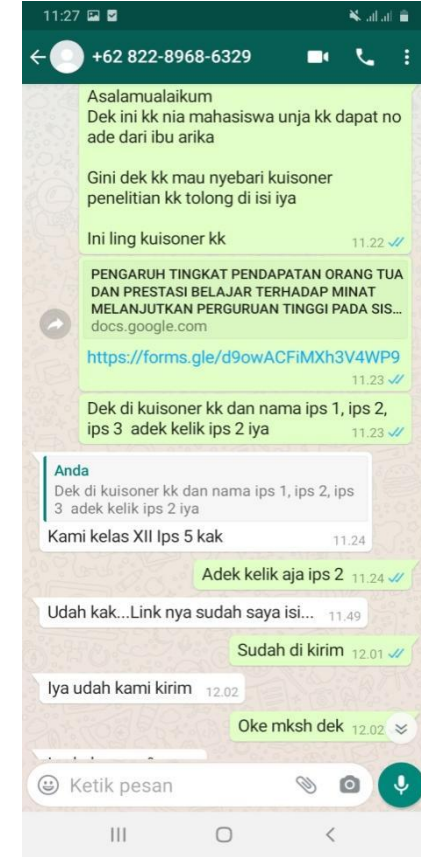 11:27
+62 822-8968-6329
Asalamualaikum
Dek ini kk nia mahasiswa unja kk dapat no
ade dari ibu arika
Gini dek kk mau nyebari kuisoner
penelitian kk tolong di isi iya
Ini ling kuisoner kk
11.22
PENGARUH TINGKAT PENDAPATAN ORANG TUA
DAN PRESTASI BELAJAR TERHADAP MINAT
MELANJUTKAN PERGURUAN TINGGI PADA SIS...
docs.google.com
https://forms.gle/d9owACFiMXh3V4WP9
11.23
Dek di kuisoner kk dan nama ips 1, ips 2,
ips 3 adek kelik ips 2 iya
11.23
Anda
Dek di kuisoner kk dan nama ips 1, ips 2, ips
3 adek kelik ips 2 iya
Kami kelas XII Ips 5 kak
11.24
Adek kelik aja ips 2 11.24
Udah kak...Link nya sudah saya isi... 11.49
Sudah di kirim 12.01
Iya udah kami kirim 12.02
Oke mksh dek 12.02
Ketik pesan